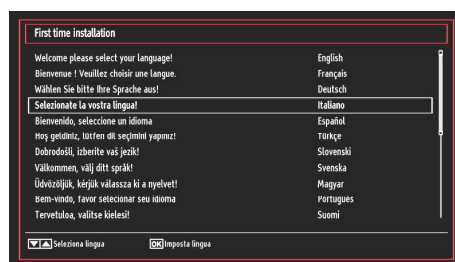 First time installation
Welcome please select your language! English
Bienvenue ! Veuillez choisir une langue. Français
Wählen Sie bitte Ihre Sprache aus! Deutsch
Selezionate la vostra lingua! Italiano
Bienvenido, seleccione un idioma Español
Hoş geldiniz, lütfen dil seçimini yapınız! Türkçe
Dobrodošli, izberite vaš jezik! Slovenski
Välkommen, välj ditt språk! Svenska
Üdvözöljük, kérjük válassza ki a nyelvet! Magyar
Bem-vindo, favor selecionar seu idioma Português
Tervetuloa, valitse kielesi! Suomi
▼▲ Seleziona lingua OK Imposta lingua